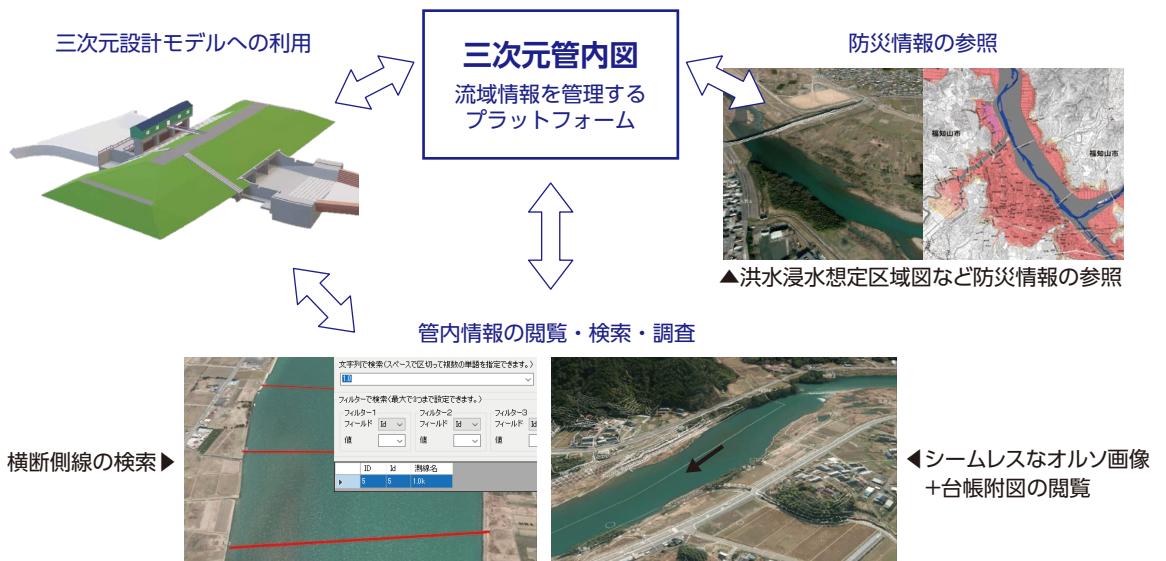 三次元設計モデルへの利用
三次元管内図
流域情報を管理する
プラットフォーム
防災情報の参照
福知山市
福知山市
▲洪水浸水想定区域図など防災情報の参照
管内情報の閲覧・検索・調査
文字列で検索(スペースで区切って複数の単語を指定できます。)
1.0
フィルターで検索(最大で3つまで設定できます。)
フィルター1 フィルター2 フィルター3
フィールド Id フィールド Id フィールド Id
値 値 値
ID Id 測線名
5 5 1.0k
横断側線の検索▶
◀シームレスなオルソ画像
+台帳附図の閲覧